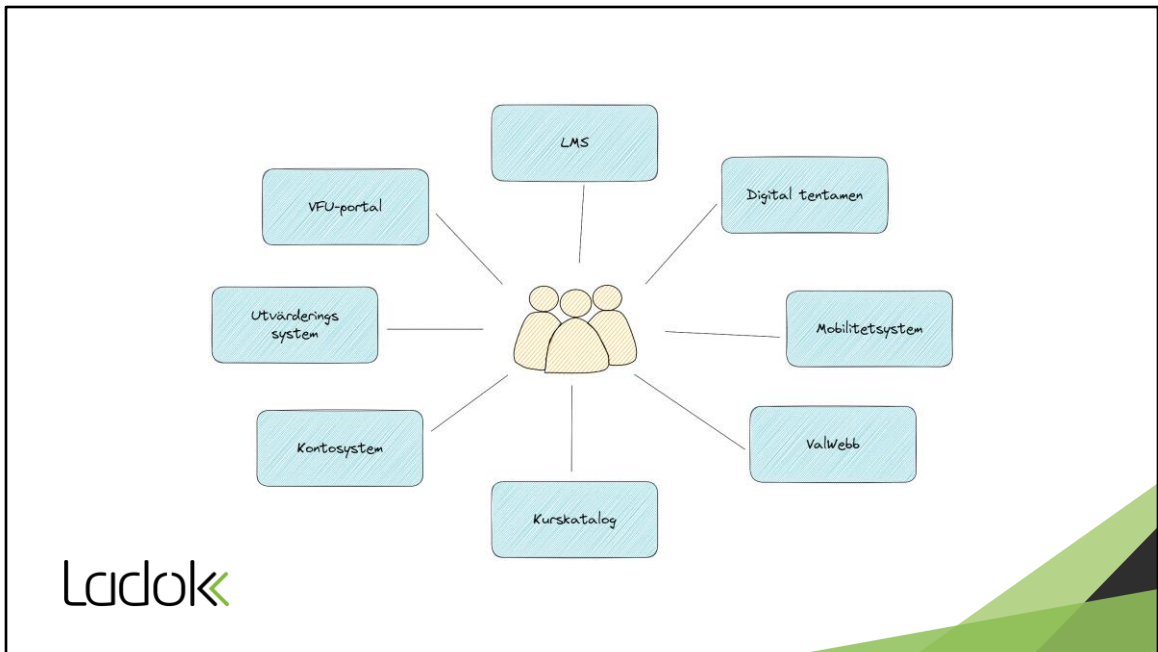 LMS
Digital tentamen
VFU-portal
Utvärderings
system
Mobilitetsystem
Kontosystem
ValWebb
Kurskatalog
Ladok